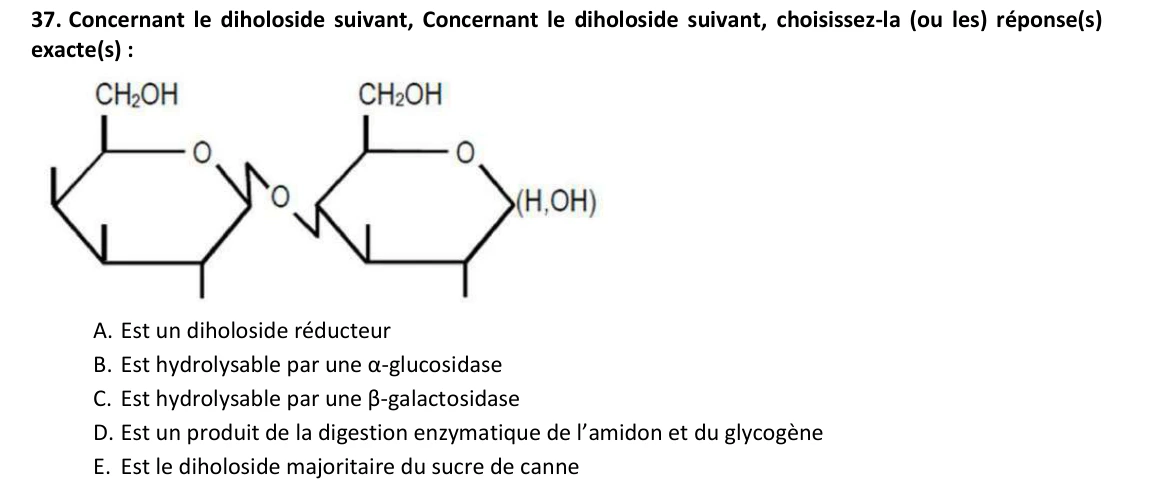 37. Concernant le diholoside suivant, Concernant le diholoside suivant, choisissez-la (ou les) réponse(s)
exacte(s) :
CH₂OH CH₂OH
O O
O (H,OH)
A. Est un diholoside réducteur
B. Est hydrolysable par une α-glucosidase
C. Est hydrolysable par une β-galactosidase
D. Est un produit de la digestion enzymatique de l’amidon et du glycogène
E. Est le diholoside majoritaire du sucre de canne